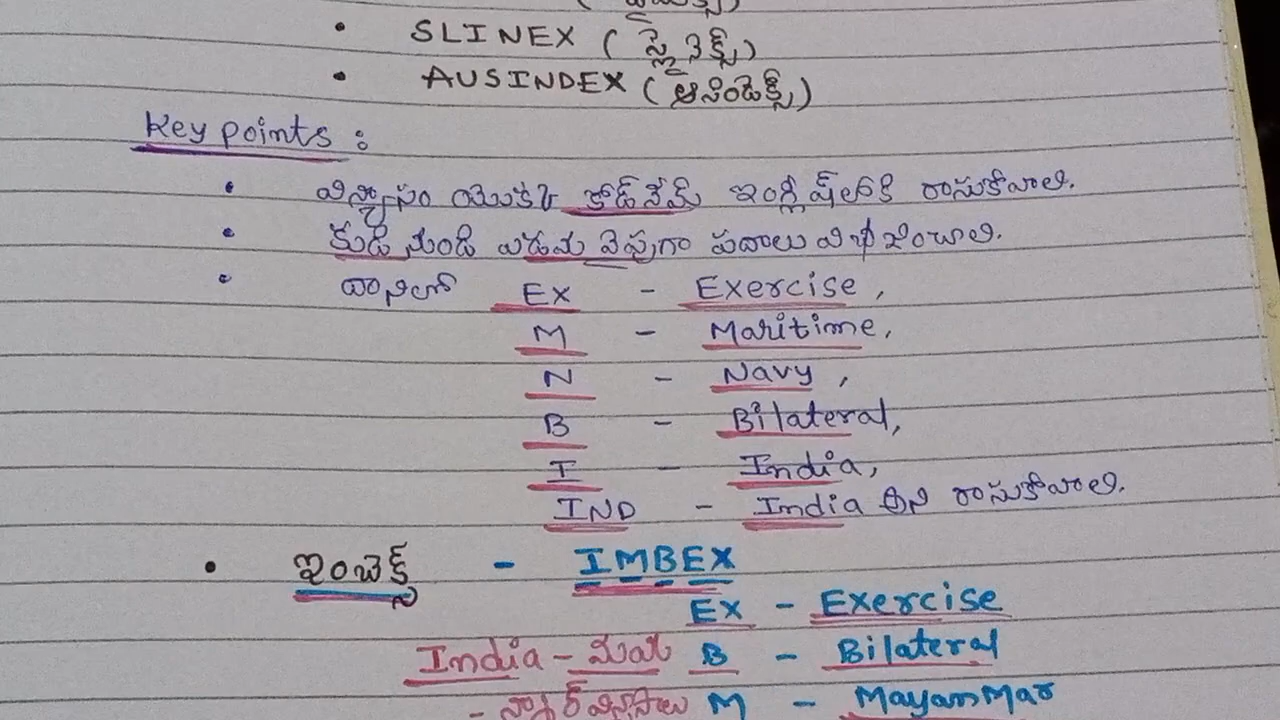 • SLINEX (స్లైనెక్స్)
• AUSINDEX (ఆసిండెక్స్)
Key points :
• విన్యాసం యొక్క కోడ్ నేమ్ ఇంగ్లీష్‌లోకి రాసుకోవాలి.
• కుడి నుండి ఎడమ వైపుగా పదాలు విభజించాలి.
• దానిలో EX - Exercise ,
M - Maritime,
N - Navy ,
B - Bilateral,
I - India,
IND - India అని రాసుకోవాలి.
• ఇంబెక్స్ - IMBEX
EX - Exercise
India - మయ B - Bilateral
- న్మార్ విన్యాసాలు M - MayanMar